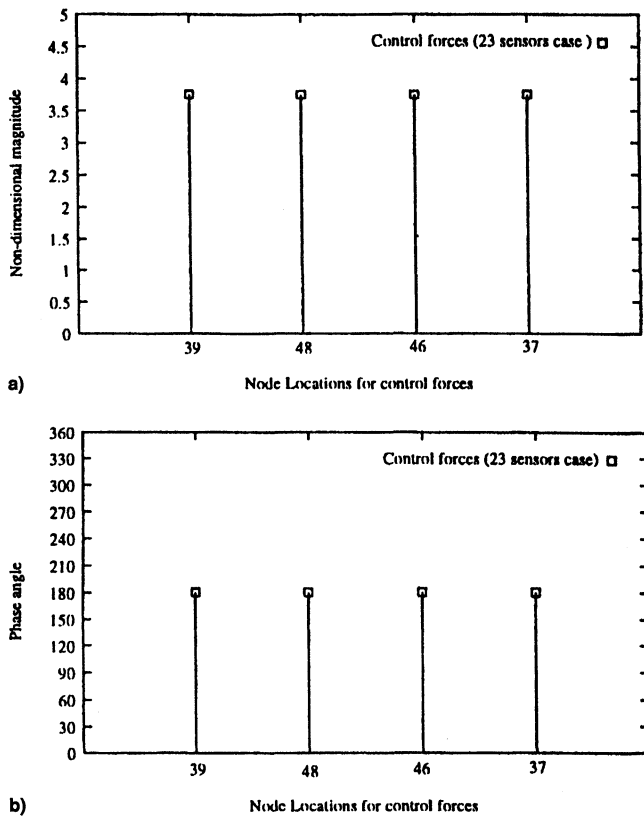 5
4.5
4
3.5
3
2.5
2
1.5
1
0.5
0
Non-dimensional magnitude
Control forces (23 sensors case )
39 48 46 37
a)
Node Locations for control forces
360
330
300
270
240
210
180
150
120
90
60
30
0
Phase angle
Control forces (23 sensors case)
39 48 46 37
b)
Node Locations for control forces